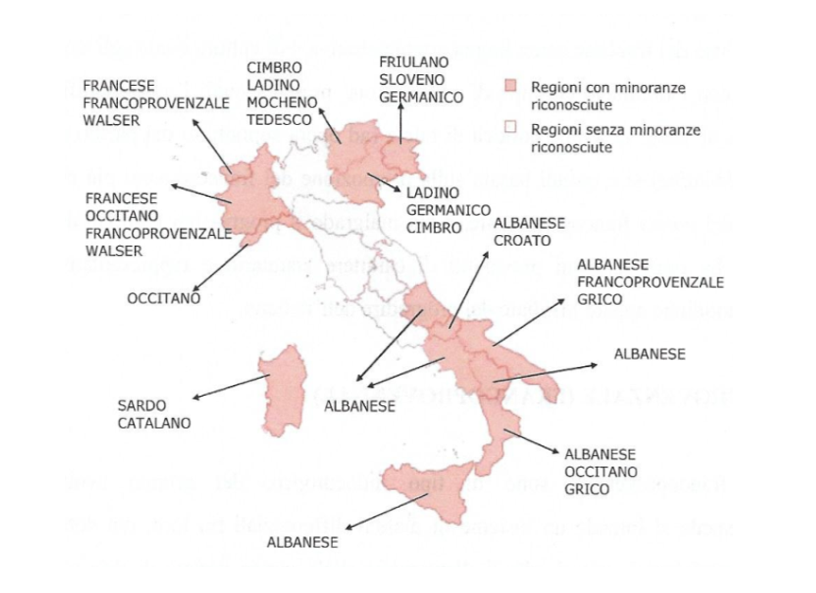 FRANCESE
FRANCOPROVENZALE
WALSER
CIMBRO
LADINO
MOCHENO
TEDESCO
FRIULANO
SLOVENO
GERMANICO
Regioni con minoranze
riconosciute
Regioni senza minoranze
riconosciute
FRANCESE
OCCITANO
FRANCOPROVENZALE
WALSER
LADINO
GERMANICO
CIMBRO
ALBANESE
CROATO
OCCITANO
ALBANESE
FRANCOPROVENZALE
GRICO
ALBANESE
SARDO
CATALANO
ALBANESE
ALBANESE
OCCITANO
GRICO
ALBANESE